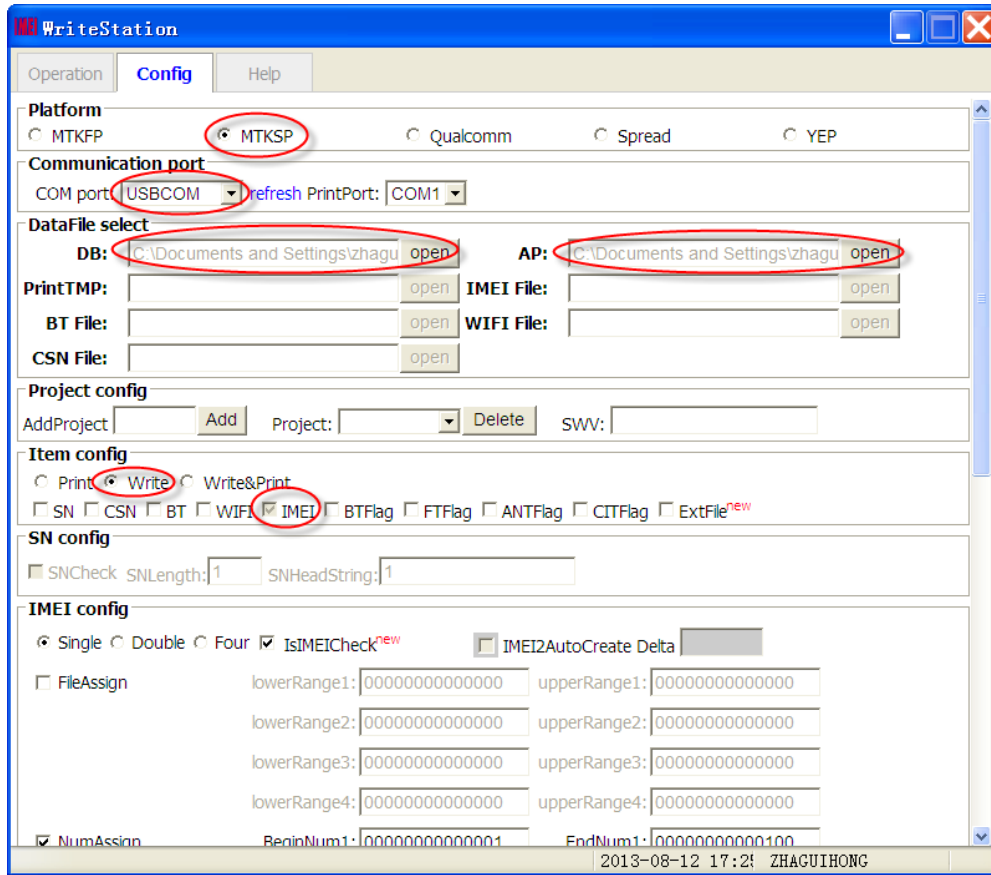 IMEI WriteStation
Operation Config Help
Platform
MTKFP MTKSP Qualcomm Spread YEP
Communication port
COM port: USBCOM refresh PrintPort: COM1
DataFile select
DB: C:\Documents and Settings\zhagu open AP: C:\Documents and Settings\zhagu open
PrintTMP: open IMEI File: open
BT File: open WIFI File: open
CSN File: open
Project config
AddProject Add Project: Delete SWV:
Item config
Print Write Write&Print
SN CSN BT WIFI IMEI BTFlag FTFlag ANTFlag CITFlag ExtFile new
SN config
SNCheck SNLength: 1 SNHeadString: 1
IMEI config
Single Double Four IsIMEICheck new IMEI2AutoCreate Delta
FileAssign lowerRange1: 00000000000000 upperRange1: 00000000000000
lowerRange2: 00000000000000 upperRange2: 00000000000000
lowerRange3: 00000000000000 upperRange3: 00000000000000
lowerRange4: 00000000000000 upperRange4: 00000000000000
NumAssign BeginNum1: 00000000000001 EndNum1: 00000000000100
2013-08-12 17:25 ZHAGUIHONG